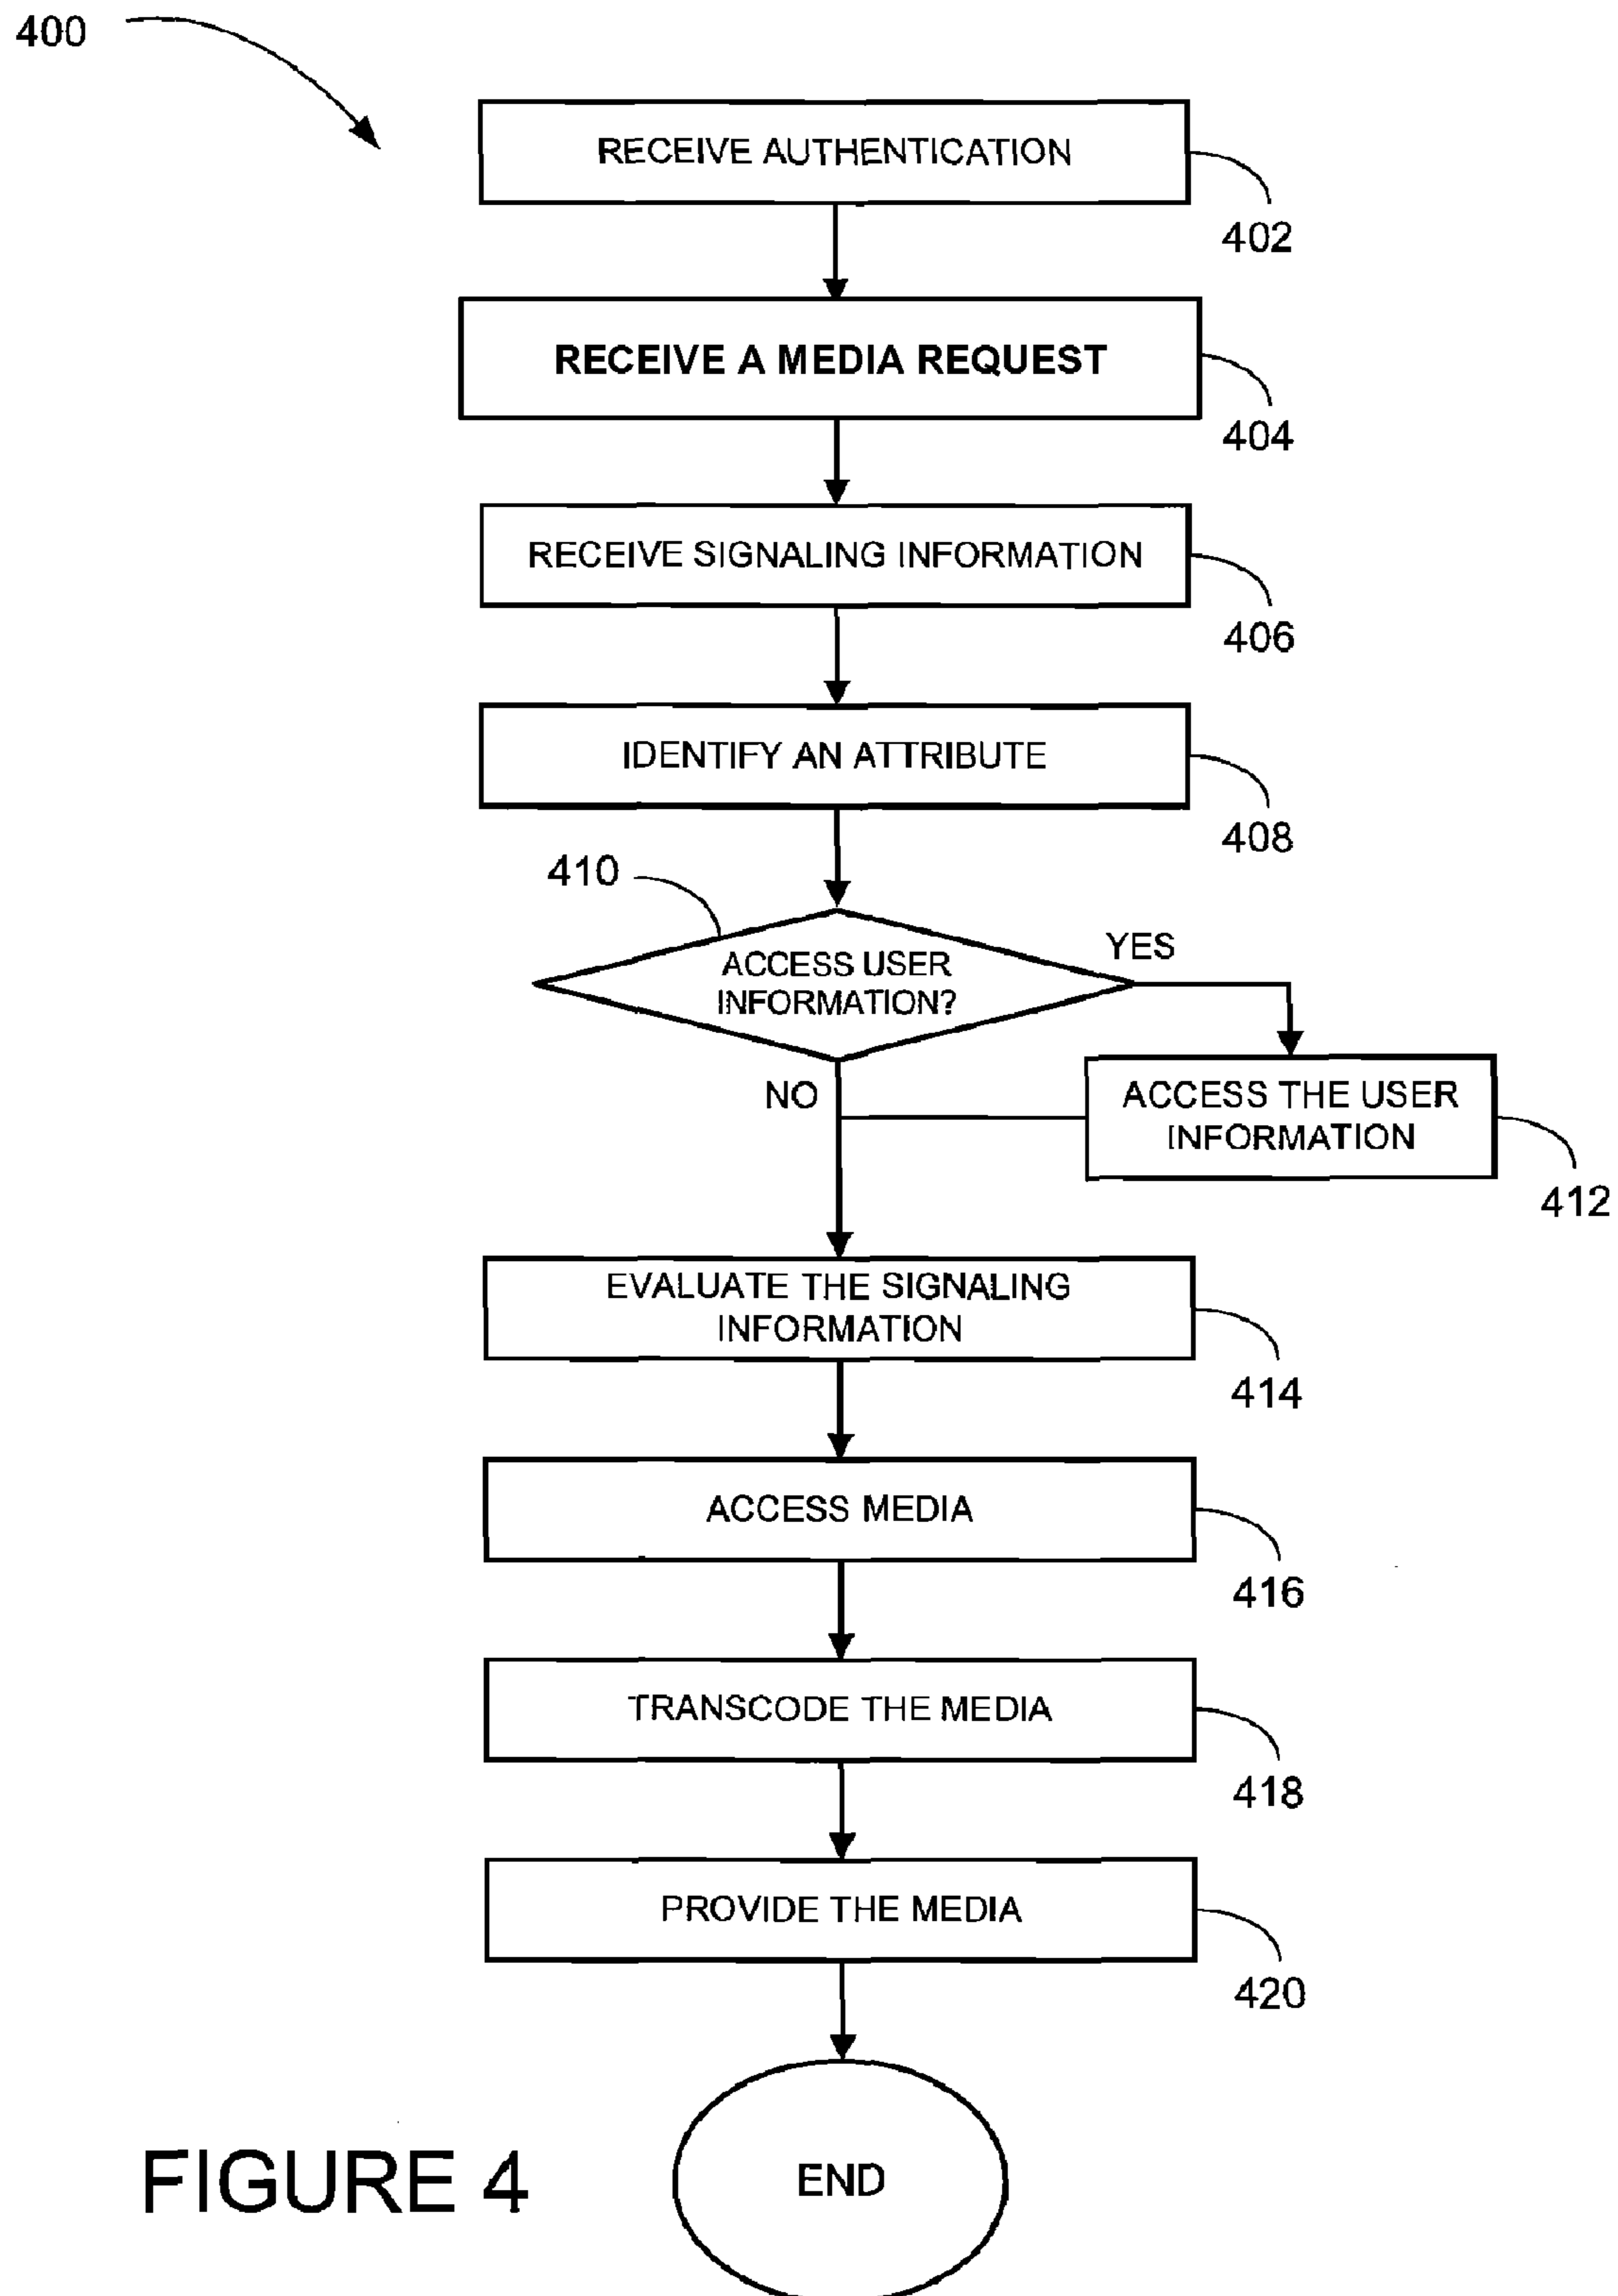 400
RECEIVE AUTHENTICATION
402
RECEIVE A MEDIA REQUEST
404
RECEIVE SIGNALING INFORMATION
406
IDENTIFY AN ATTRIBUTE
408
410
ACCESS USER
INFORMATION?
YES
NO
ACCESS THE USER
INFORMATION
412
EVALUATE THE SIGNALING
INFORMATION
414
ACCESS MEDIA
416
TRANSCODE THE MEDIA
418
PROVIDE THE MEDIA
420
END
FIGURE 4